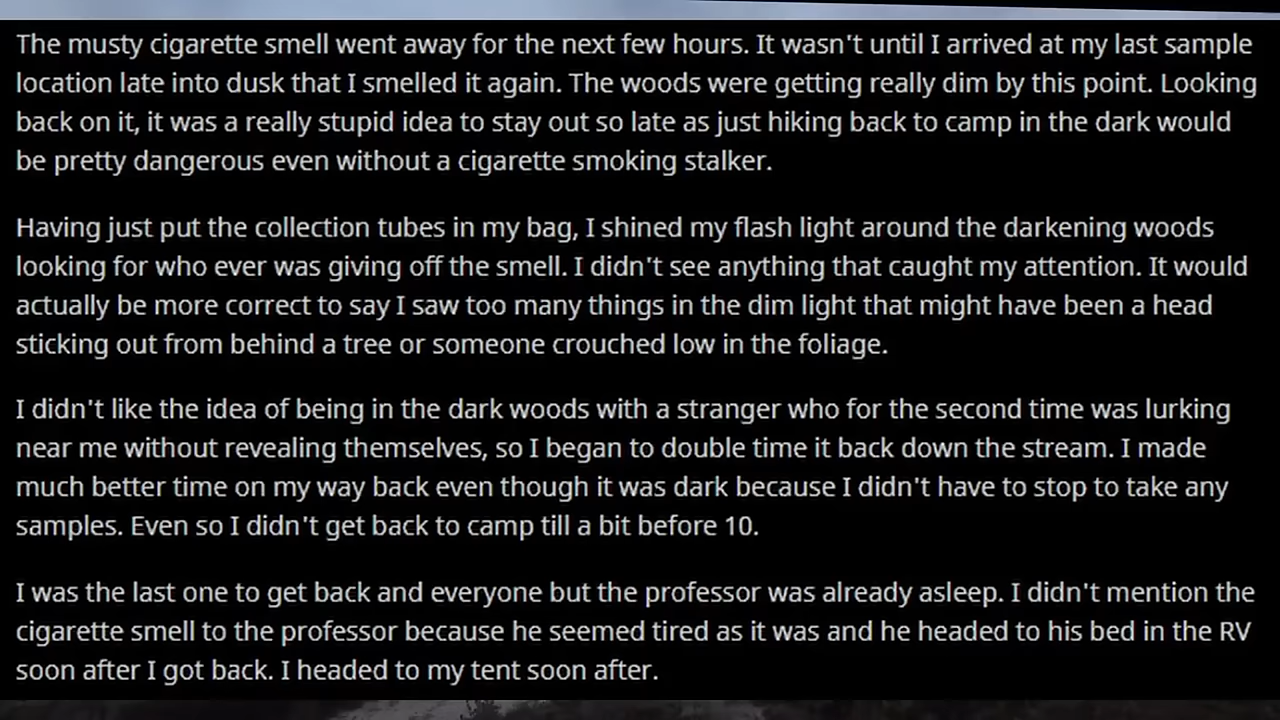 The musty cigarette smell went away for the next few hours. It wasn't until I arrived at my last sample
location late into dusk that I smelled it again. The woods were getting really dim by this point. Looking
back on it, it was a really stupid idea to stay out so late as just hiking back to camp in the dark would
be pretty dangerous even without a cigarette smoking stalker.
Having just put the collection tubes in my bag, I shined my flash light around the darkening woods
looking for who ever was giving off the smell. I didn't see anything that caught my attention. It would
actually be more correct to say I saw too many things in the dim light that might have been a head
sticking out from behind a tree or someone crouched low in the foliage.
I didn't like the idea of being in the dark woods with a stranger who for the second time was lurking
near me without revealing themselves, so I began to double time it back down the stream. I made
much better time on my way back even though it was dark because I didn't have to stop to take any
samples. Even so I didn't get back to camp till a bit before 10.
I was the last one to get back and everyone but the professor was already asleep. I didn't mention the
cigarette smell to the professor because he seemed tired as it was and he headed to his bed in the RV
soon after I got back. I headed to my tent soon after.